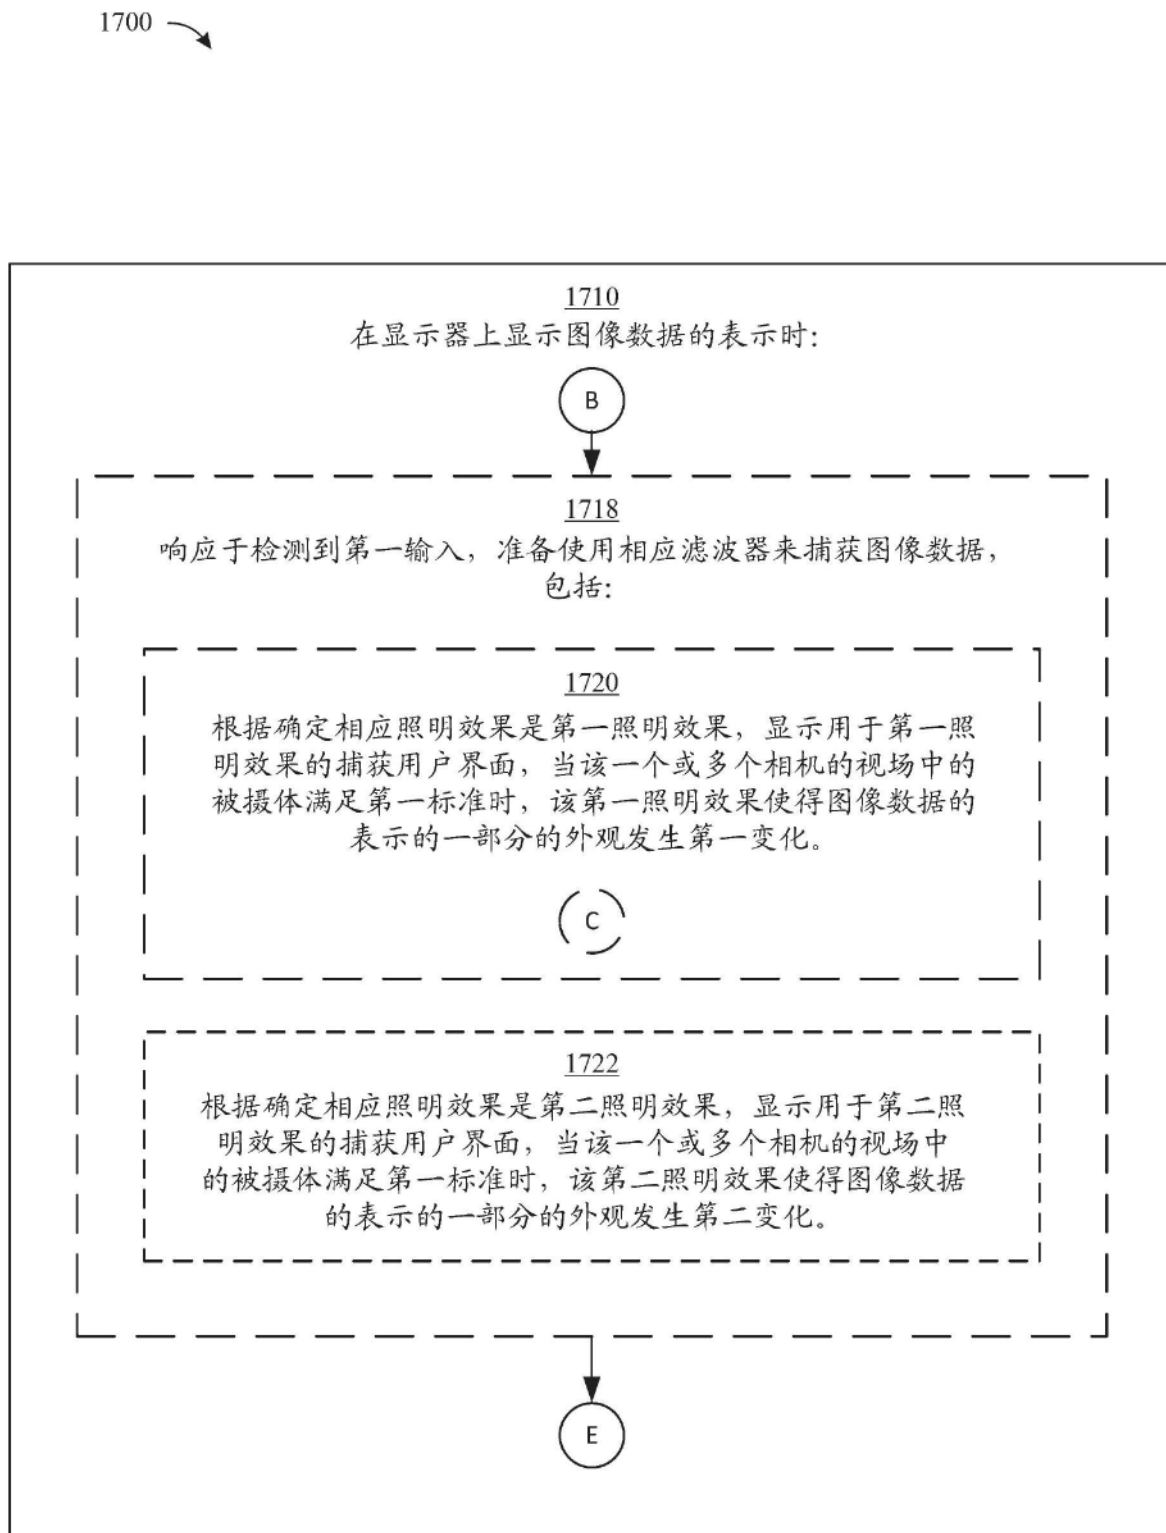 1700
1710
在显示器上显示图像数据的表示时：
B
1718
响应于检测到第一输入，准备使用相应滤波器来捕获图像数据，
包括：
1720
根据确定相应照明效果是第一照明效果，显示用于第一照
明效果的捕获用户界面，当该一个或多个相机的视场中的
被摄体满足第一标准时，该第一照明效果使得图像数据的
表示的一部分的外观发生第一变化。
C
1722
根据确定相应照明效果是第二照明效果，显示用于第二照
明效果的捕获用户界面，当该一个或多个相机的视场中
的被摄体满足第一标准时，该第二照明效果使得图像数据
的表示的一部分的外观发生第二变化。
E